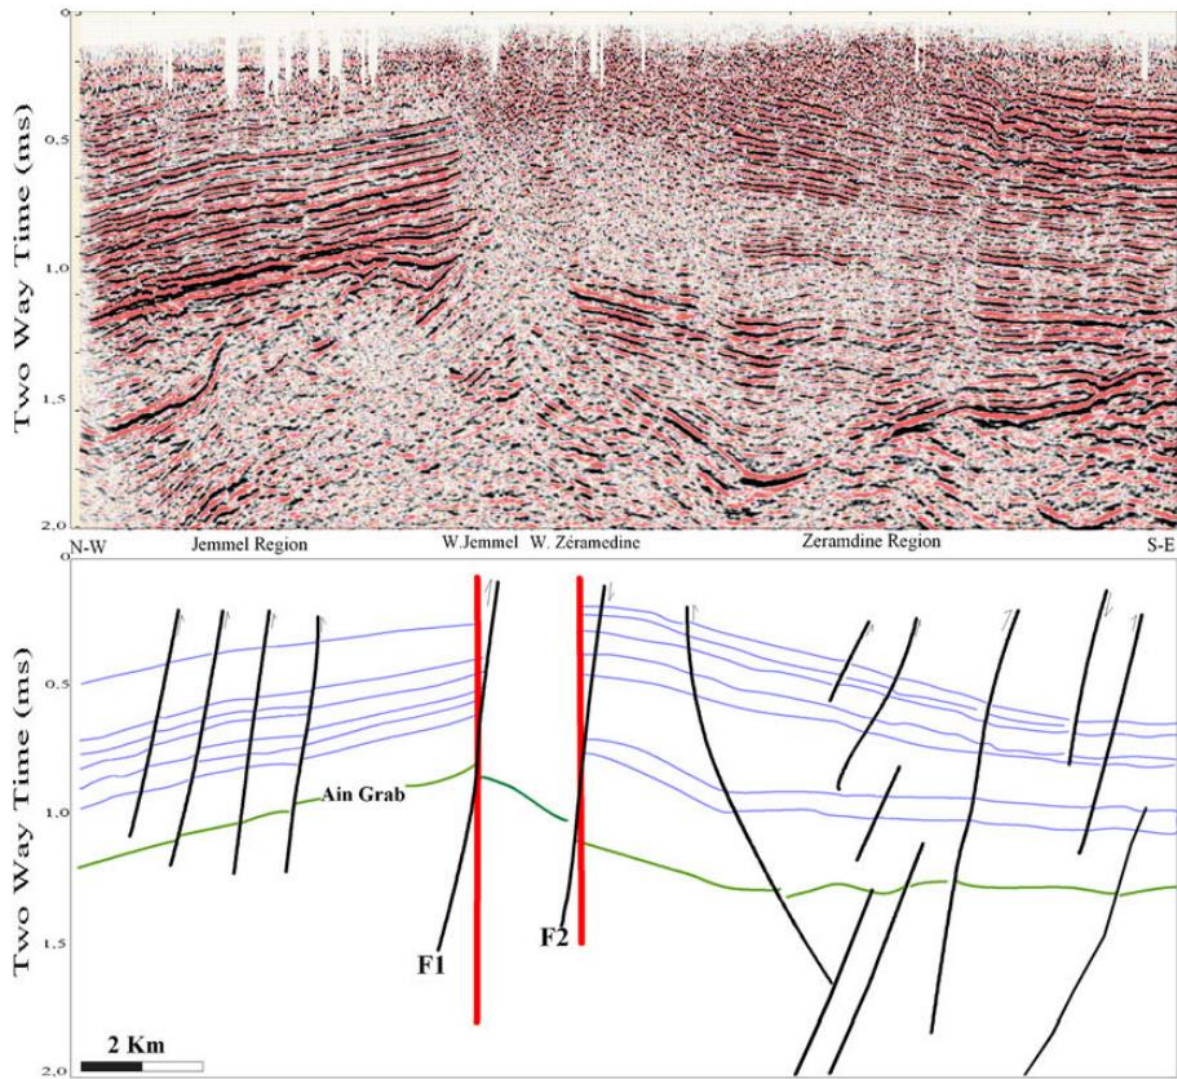 0
0.5
1.0
1.5
2.0
Two Way Time (ms)
N-W Jemmel Region W.Jemmel W. Zéramedine Zeramdine Region S-E
0
0.5
1.0
1.5
2,0
Two Way Time (ms)
Ain Grab
F1
F2
2 Km